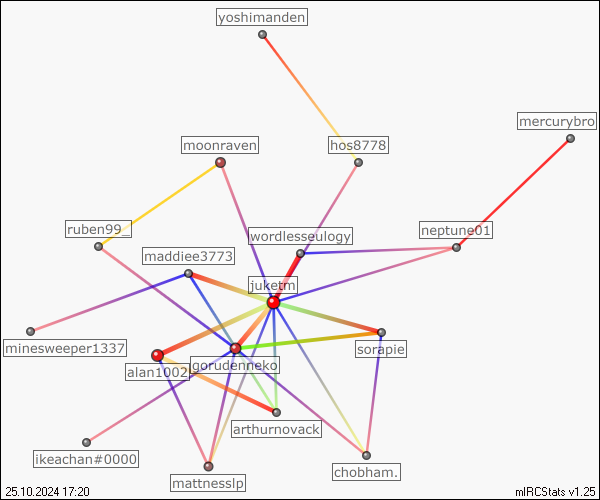 yoshimanden
mercurybro
moonraven
hos8778
ruben99_
neptune01
wordlesseulogy
maddiee3773
juketm
minesweeper1337
sorapie
gorudenneko
alan1002
arthurnovack
ikeachan#0000
chobham.
mattnesslp
25.10.2024 17:20
mIRCStats v1.25